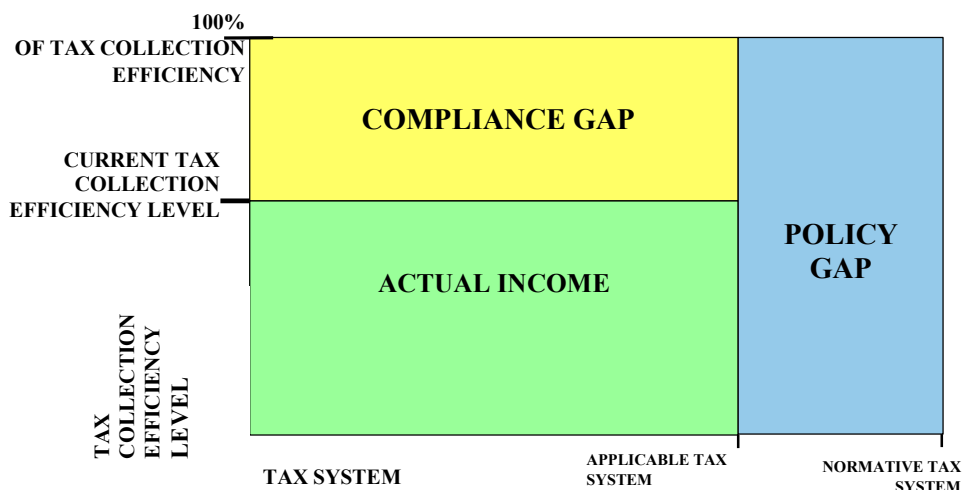 100%
OF TAX COLLECTION
EFFICIENCY
COMPLIANCE GAP
CURRENT TAX
COLLECTION
EFFICIENCY LEVEL
POLICY
GAP
ACTUAL INCOME
TAX
COLLECTION
EFFICIENCY
LEVEL
TAX SYSTEM
APPLICABLE TAX
SYSTEM
NORMATIVE TAX
SYSTEM